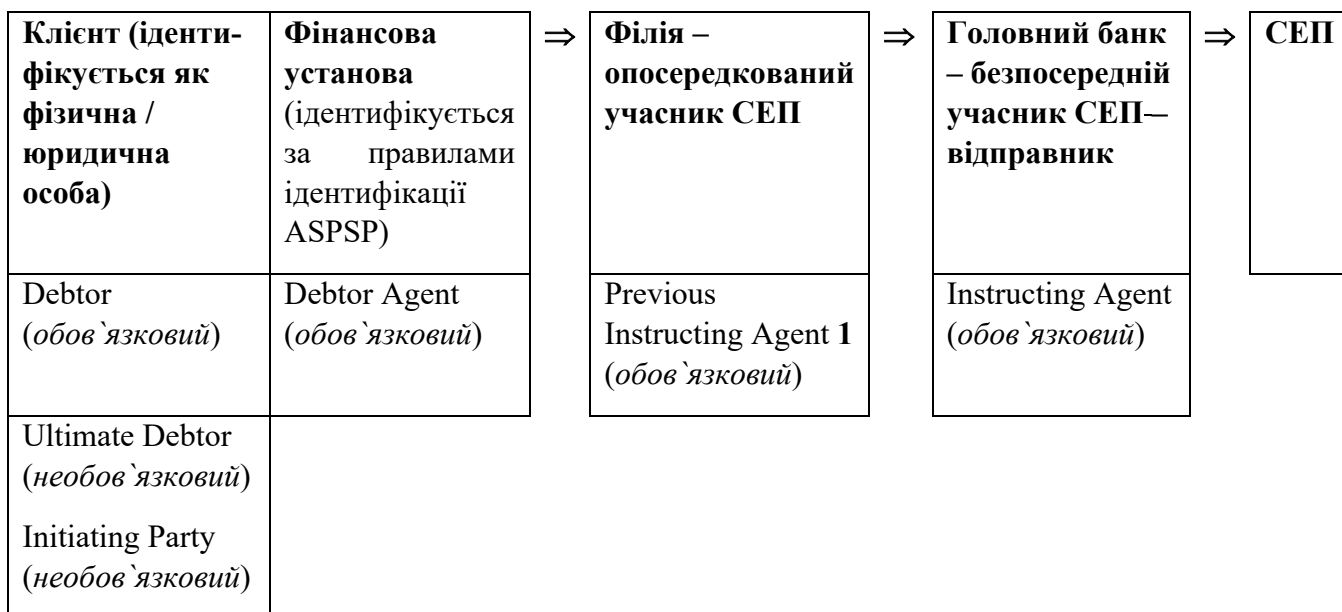 Клієнт (іденти-
фікується як
фізична /
юридична
особа)
Фінансова
установа
(ідентифікується
за правилами
ідентифікації
ASPSP)
⇒
Філія –
опосередкований
учасник СЕП
⇒
Головний банк
– безпосередній
учасник СЕП—
відправник
⇒
СЕП
Debtor
(обов`язковий)
Debtor Agent
(обов`язковий)
Previous
Instructing Agent 1
(обов`язковий)
Instructing Agent
(обов`язковий)
Ultimate Debtor
(необов`язковий)
Initiating Party
(необов`язковий)